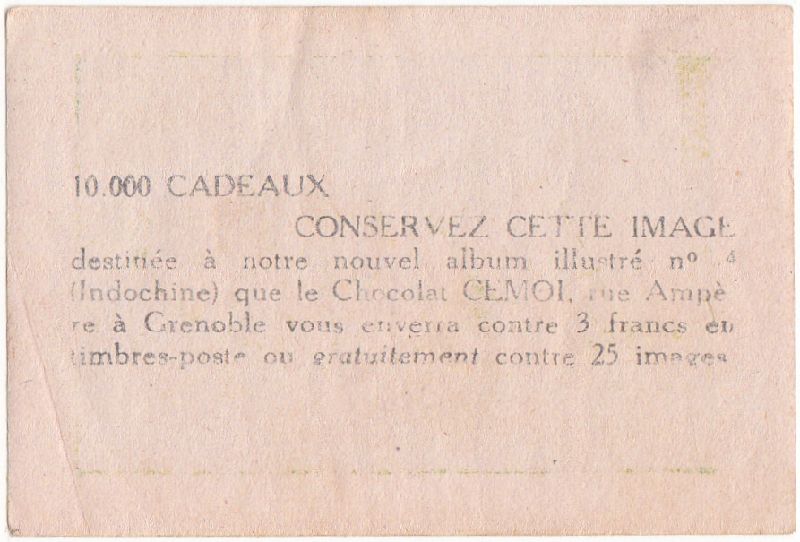 10.000 CADEAUX
CONSERVEZ CETTE IMAGE
destinée à notre nouvel album illustré nº 4
(Indochine) que le Chocolat CEMOI, rue Ampè
re à Grenoble vous enverra contre 3 francs en
timbres-poste ou gratuitement contre 25 images